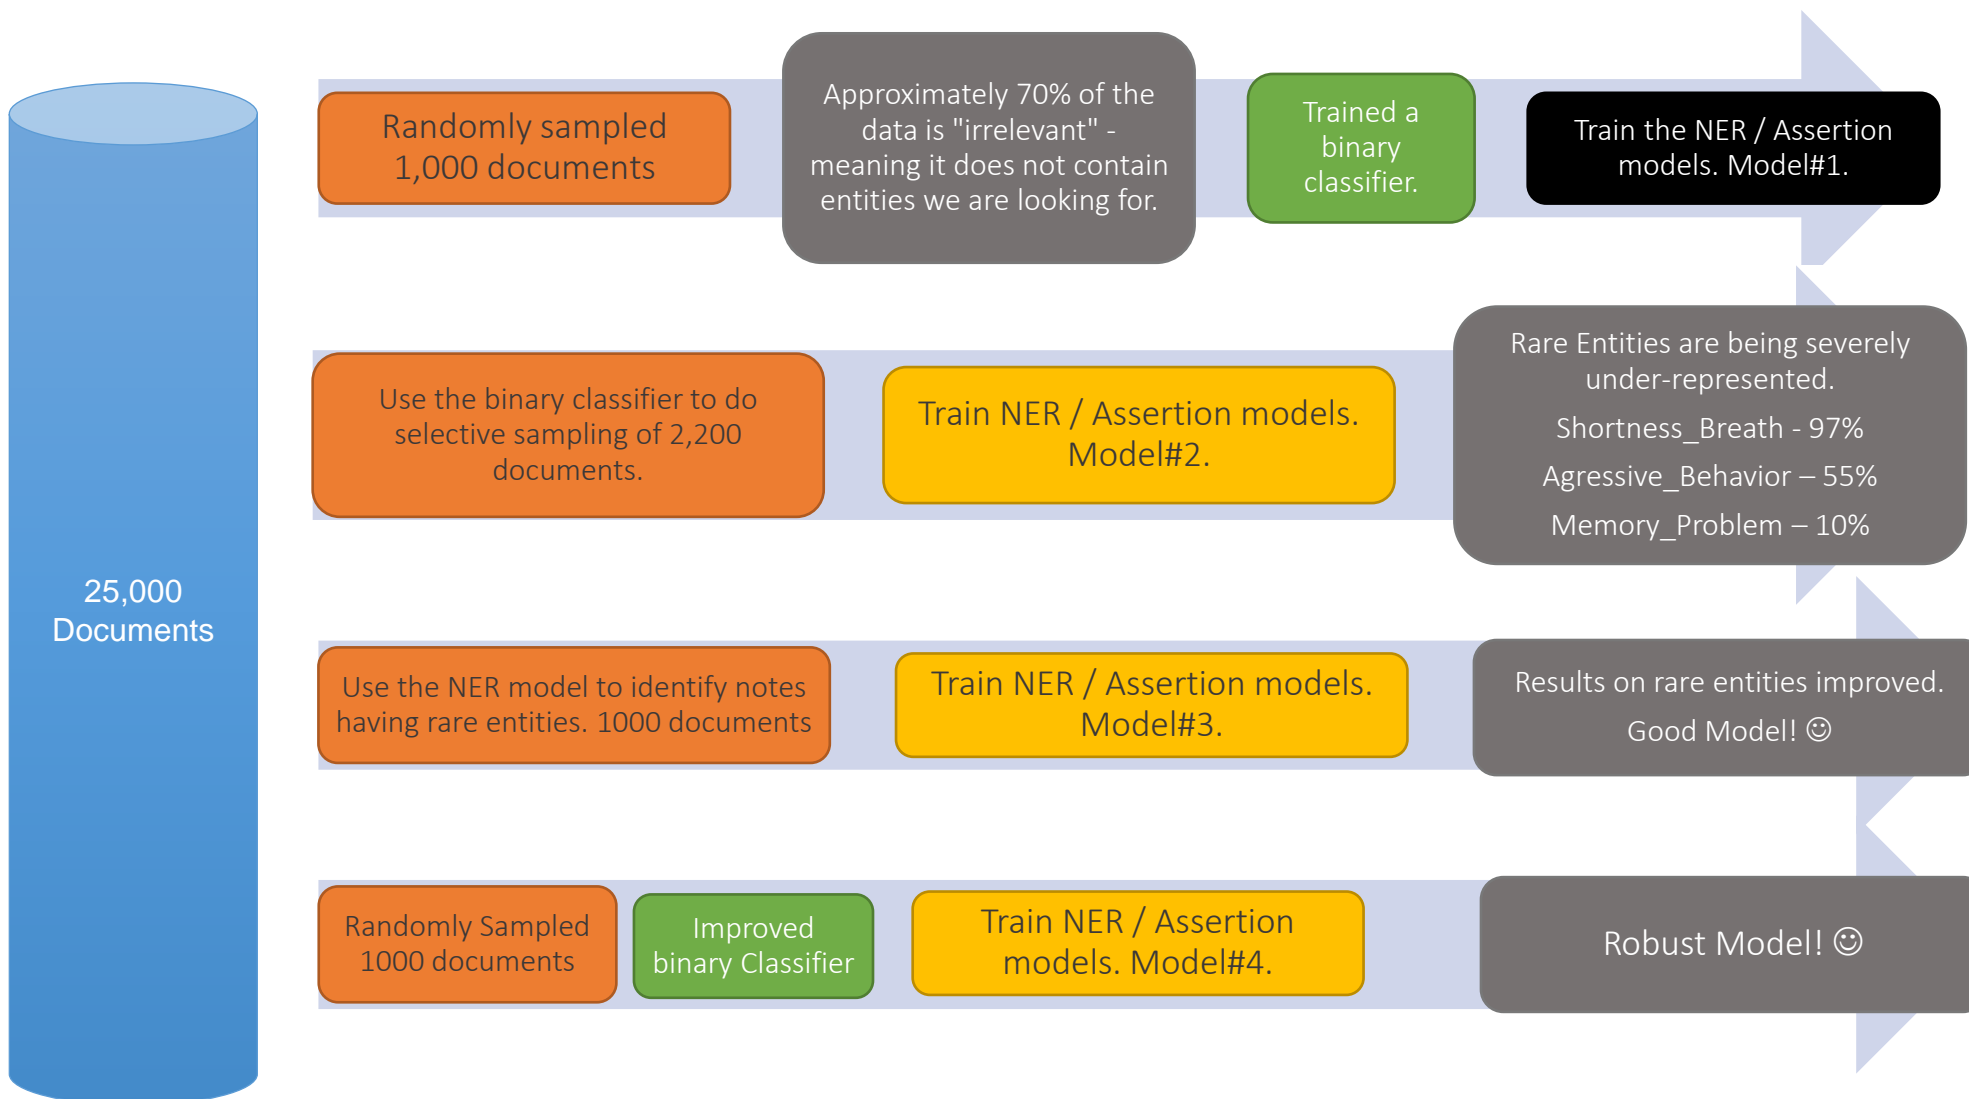 25,000
Documents
Randomly sampled
1,000 documents
Approximately 70% of the
data is "irrelevant" -
meaning it does not contain
entities we are looking for.
Trained a
binary
classifier.
Train the NER / Assertion
models. Model#1.
Use the binary classifier to do
selective sampling of 2,200
documents.
Train NER / Assertion models.
Model#2.
Rare Entities are being severely
under-represented.
Shortness_Breath - 97%
Agressive_Behavior – 55%
Memory_Problem – 10%
Use the NER model to identify notes
having rare entities. 1000 documents
Train NER / Assertion models.
Model#3.
Results on rare entities improved.
Good Model! ☺
Randomly Sampled
1000 documents
Improved
binary Classifier
Train NER / Assertion
models. Model#4.
Robust Model! ☺